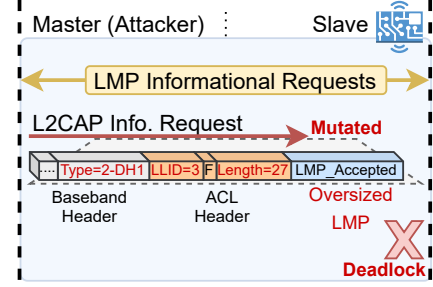 Master (Attacker)
Slave
LMP Informational Requests
L2CAP Info. Request
Mutated
.... Type=2-DH1 LLID=3 F Length=27 LMP_Accepted
Baseband Header
ACL Header
Oversized LMP
Deadlock